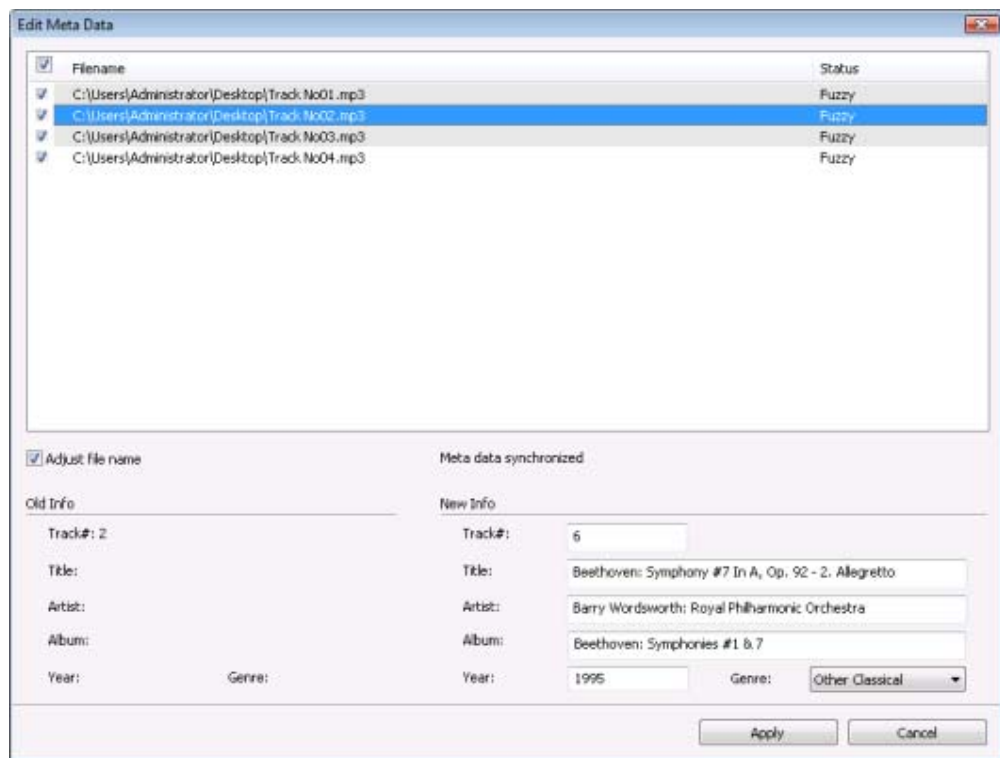 Edit Meta Data
Filename Status
C:\Users\Administrator\Desktop\Track No01.mp3 Fuzzy
C:\Users\Administrator\Desktop\Track No02.mp3 Fuzzy
C:\Users\Administrator\Desktop\Track No03.mp3 Fuzzy
C:\Users\Administrator\Desktop\Track No04.mp3 Fuzzy
Adjust file name Meta data synchronized
Old Info New Info
Track#: 2 Track#: 6
Title: Title: Beethoven: Symphony #7 In A, Op. 92 - 2. Allegretto
Artist: Artist: Barry Wordsworth: Royal Philharmonic Orchestra
Album: Album: Beethoven: Symphonies #1 & 7
Year: Genre: Year: 1995 Genre: Other Classical
Apply Cancel